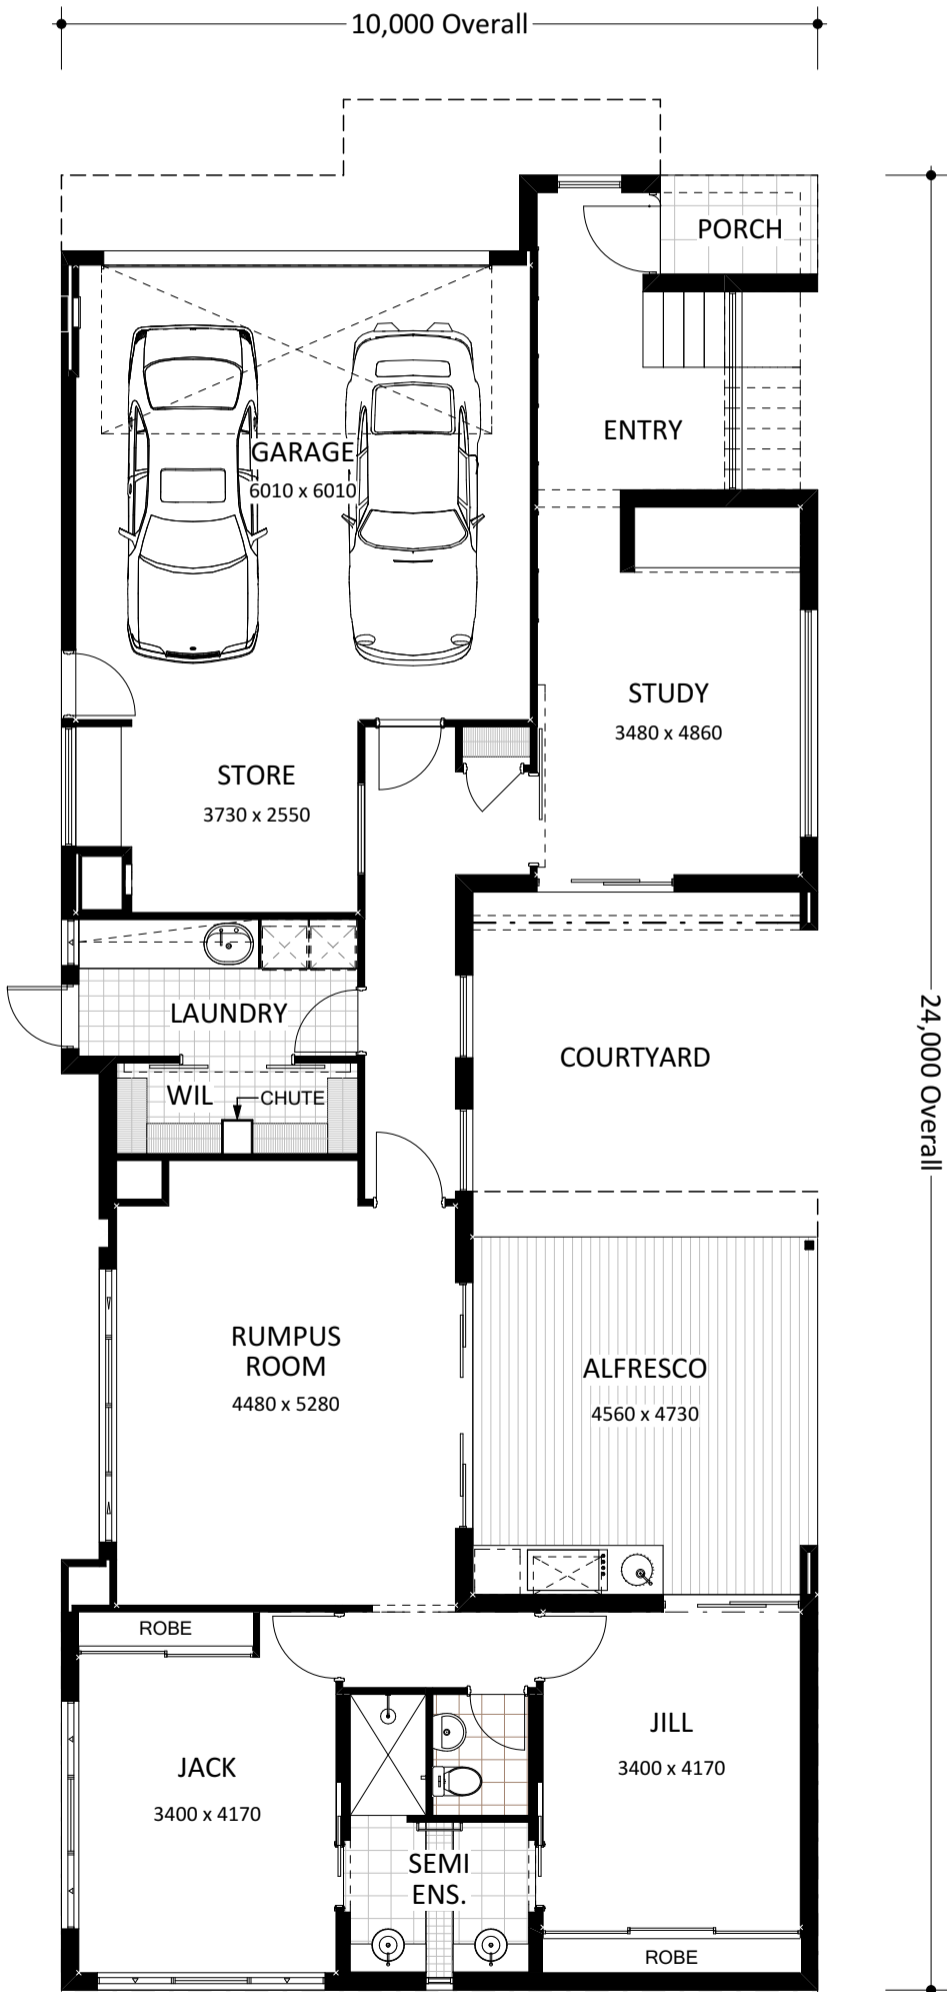 10,000 Overall
PORCH
ENTRY
GARAGE
6010 x 6010
STUDY
3480 x 4860
STORE
3730 x 2550
24,000 Overall
LAUNDRY
COURTYARD
WIL
CHUTE
RUMPUS
ROOM
4480 x 5280
ALFRESCO
4560 x 4730
ROBE
JILL
3400 x 4170
JACK
3400 x 4170
SEMI
ENS.
ROBE